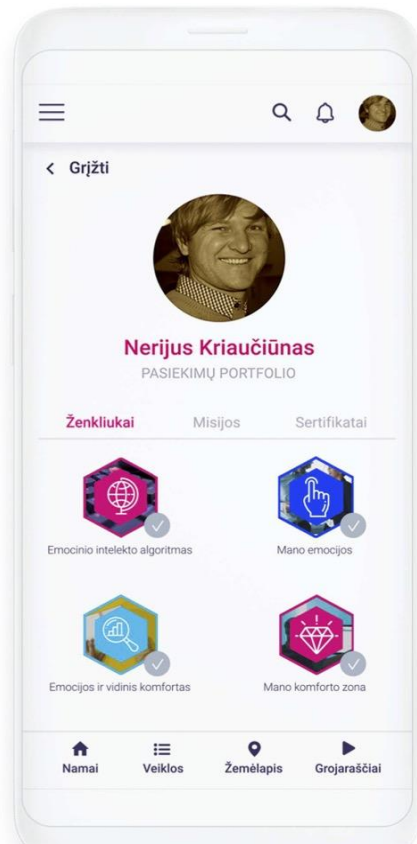 Grįžti
Nerijus Kriaučiūnas
PASIEKIMŲ PORTFOLIO
Ženkliukai Misijos Sertifikatai
Emocinio intelekto algoritmas Mano emocijos
Emocijos ir vidinis komfortas Mano komforto zona
Namai Veiklos Žemėlapis Grojaraščiai